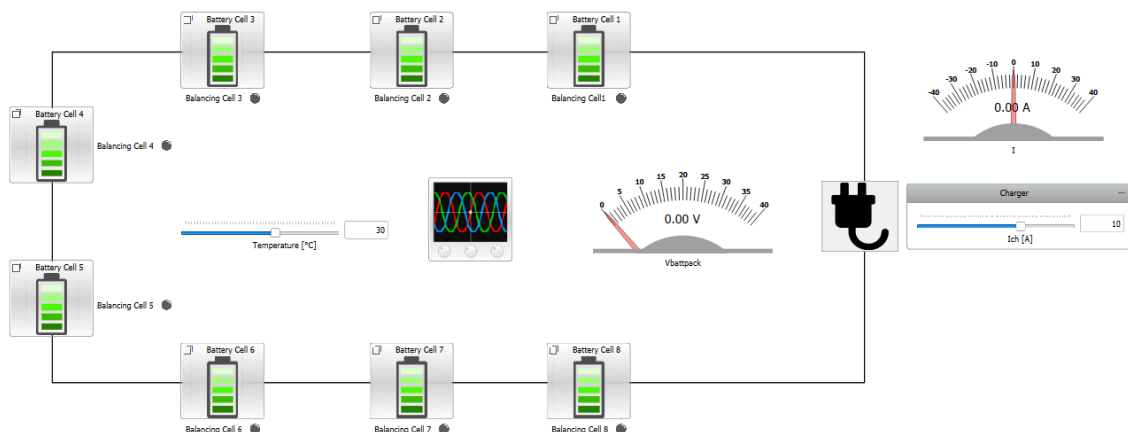 Battery Cell 3
Battery Cell 2
Battery Cell 1
Balancing Cell 3
Balancing Cell 2
Balancing Cell1
Battery Cell 4
Balancing Cell 4
-40 -30 -20 -10 0 10 20 30 40
0.00 A
I
0 5 10 15 20 25 30 35 40
0.00 V
Vbattpack
30
Temperature [°C]
Charger
10
Ich [A]
Battery Cell 5
Balancing Cell 5
Battery Cell 6
Battery Cell 7
Battery Cell 8
Balancing Cell 6
Balancing Cell 7
Balancing Cell 8